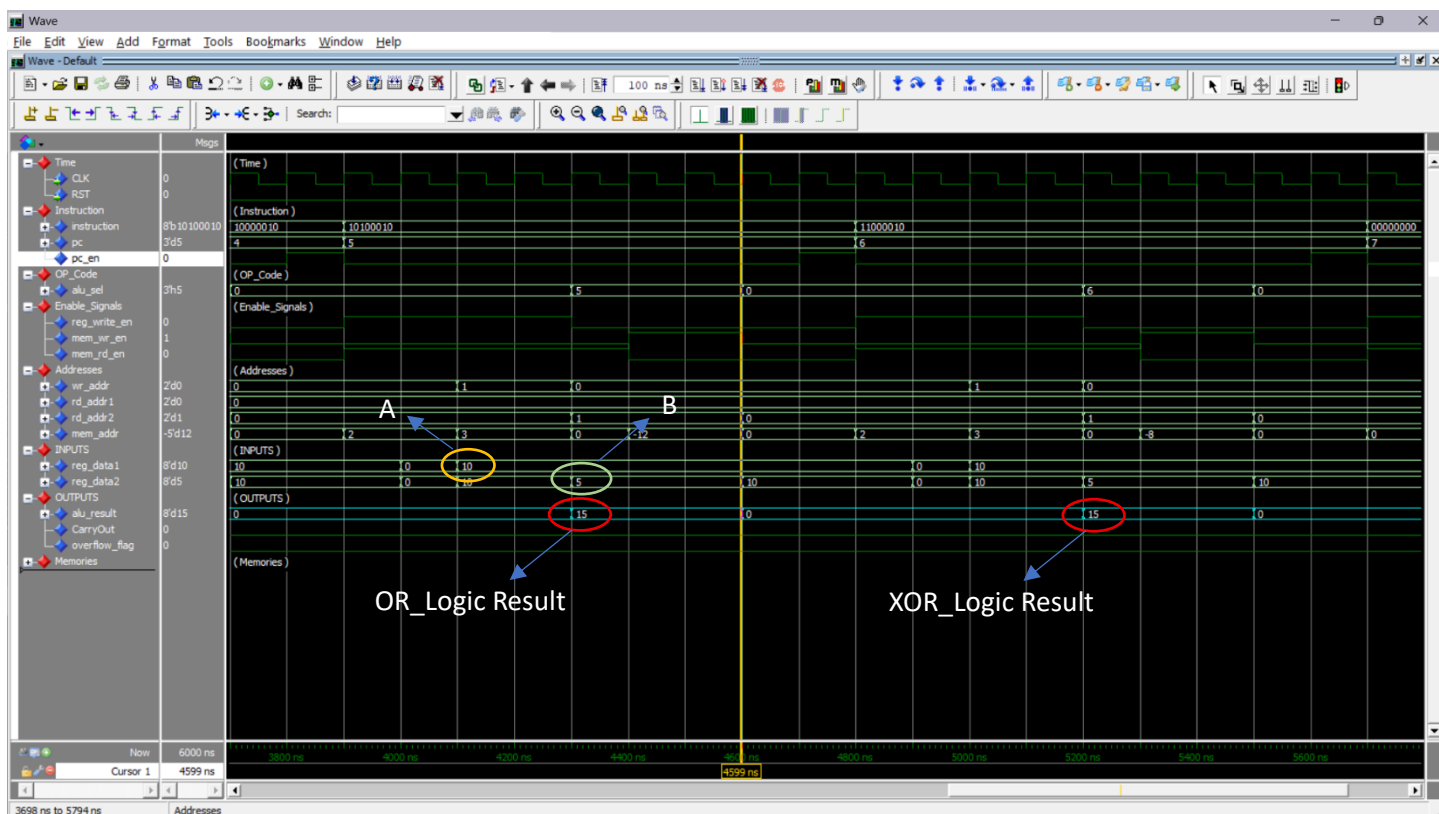 Wave
File Edit View Add Format Tools Bookmarks Window Help
Wave - Default
100 ns
Search:
Msgs
Time (Time)
CLK 0
RST 0
Instruction (Instruction)
instruction 8'b10100010 10000010 10100010 11000010 00000000
pc 3'd5 4 5 6 7
pc_en 0
OP_Code (OP_Code)
alu_sel 3'h5 0 5 0 6 0
Enable_Signals (Enable_Signals)
reg_write_en 0
mem_wr_en 1
mem_rd_en 0
Addresses (Addresses)
wr_addr 2'd0 0 1 0 1 0
rd_addr1 2'd0 0
A B
rd_addr2 2'd1 0 1 0 1 0
mem_addr -5'd12 0 2 3 0 -12 0 2 3 0 -8 0 0
INPUTS (INPUTS)
reg_data1 8'd10 10 0 10 0 10
reg_data2 8'd5 10 0 10 5 10 0 10 5 10
OUTPUTS (OUTPUTS)
alu_result 8'd15 0 15 0 15 0
CarryOut 0
overflow_flag 0
Memories (Memories)
OR_Logic Result XOR_Logic Result
Now 6000 ns 3800 ns 4000 ns 4200 ns 4400 ns 4600 ns 4800 ns 5000 ns 5200 ns 5400 ns 5600 ns
Cursor 1 4599 ns 4599 ns
3698 ns to 5794 ns Addresses